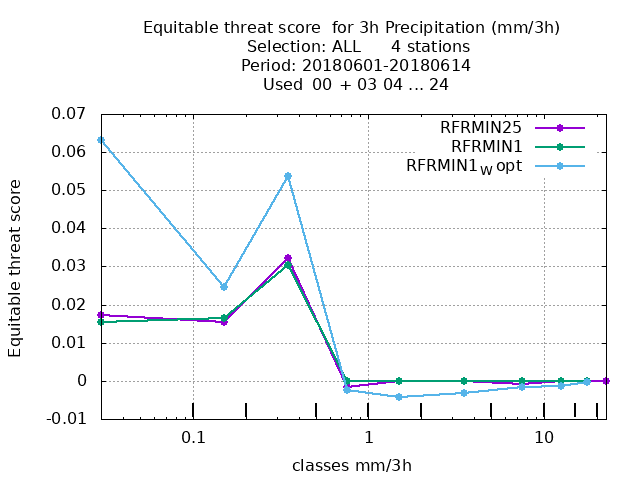 Equitable threat score  for 3h Precipitation (mm/3h)
Selection: ALL      4 stations
Period: 20180601-20180614
Used  00  + 03 04 ... 24
0.07
0.06
0.05
0.04
0.03
0.02
0.01
0
-0.01
Equitable threat score
RFRMIN25
RFRMIN1
RFRMIN1W opt
0.1
1
10
classes mm/3h